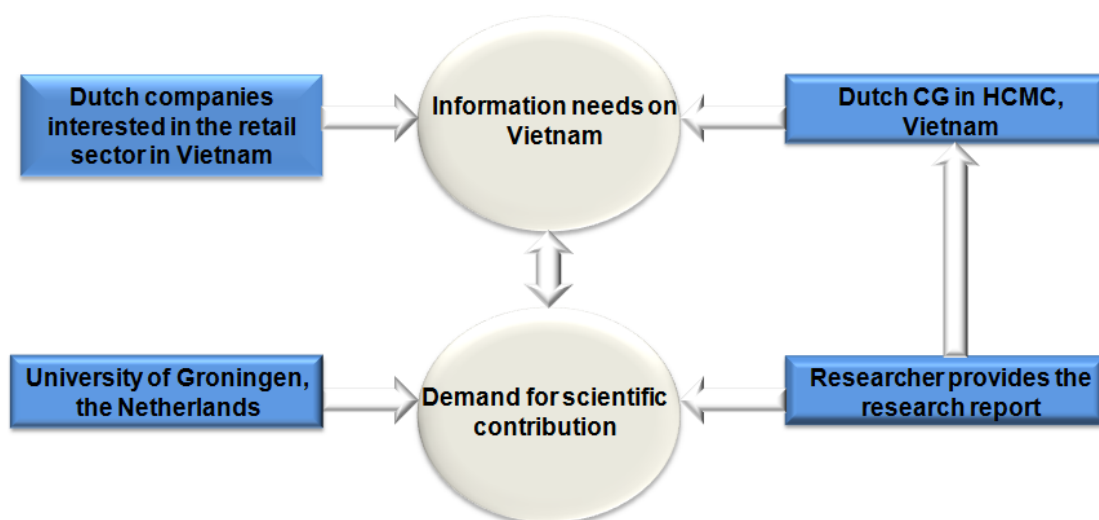 Dutch companies
interested in the retail
sector in Vietnam
Information needs on
Vietnam
Dutch CG in HCMC,
Vietnam
University of Groningen,
the Netherlands
Demand for scientific
contribution
Researcher provides the
research report